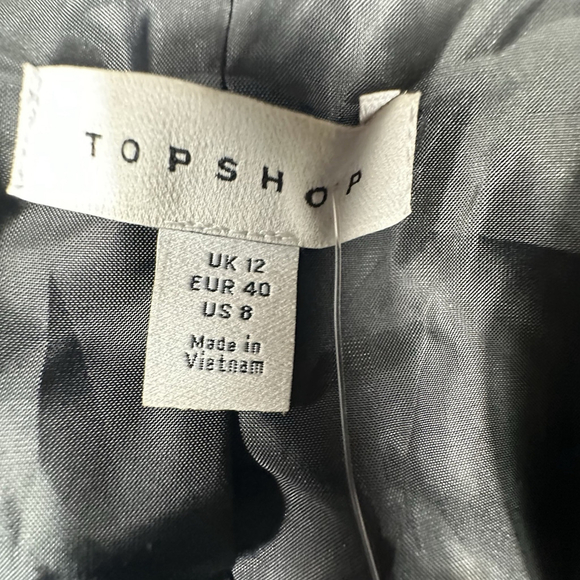 TOPSHOP
UK 12
EUR 40
US 8
Made in
Vietnam